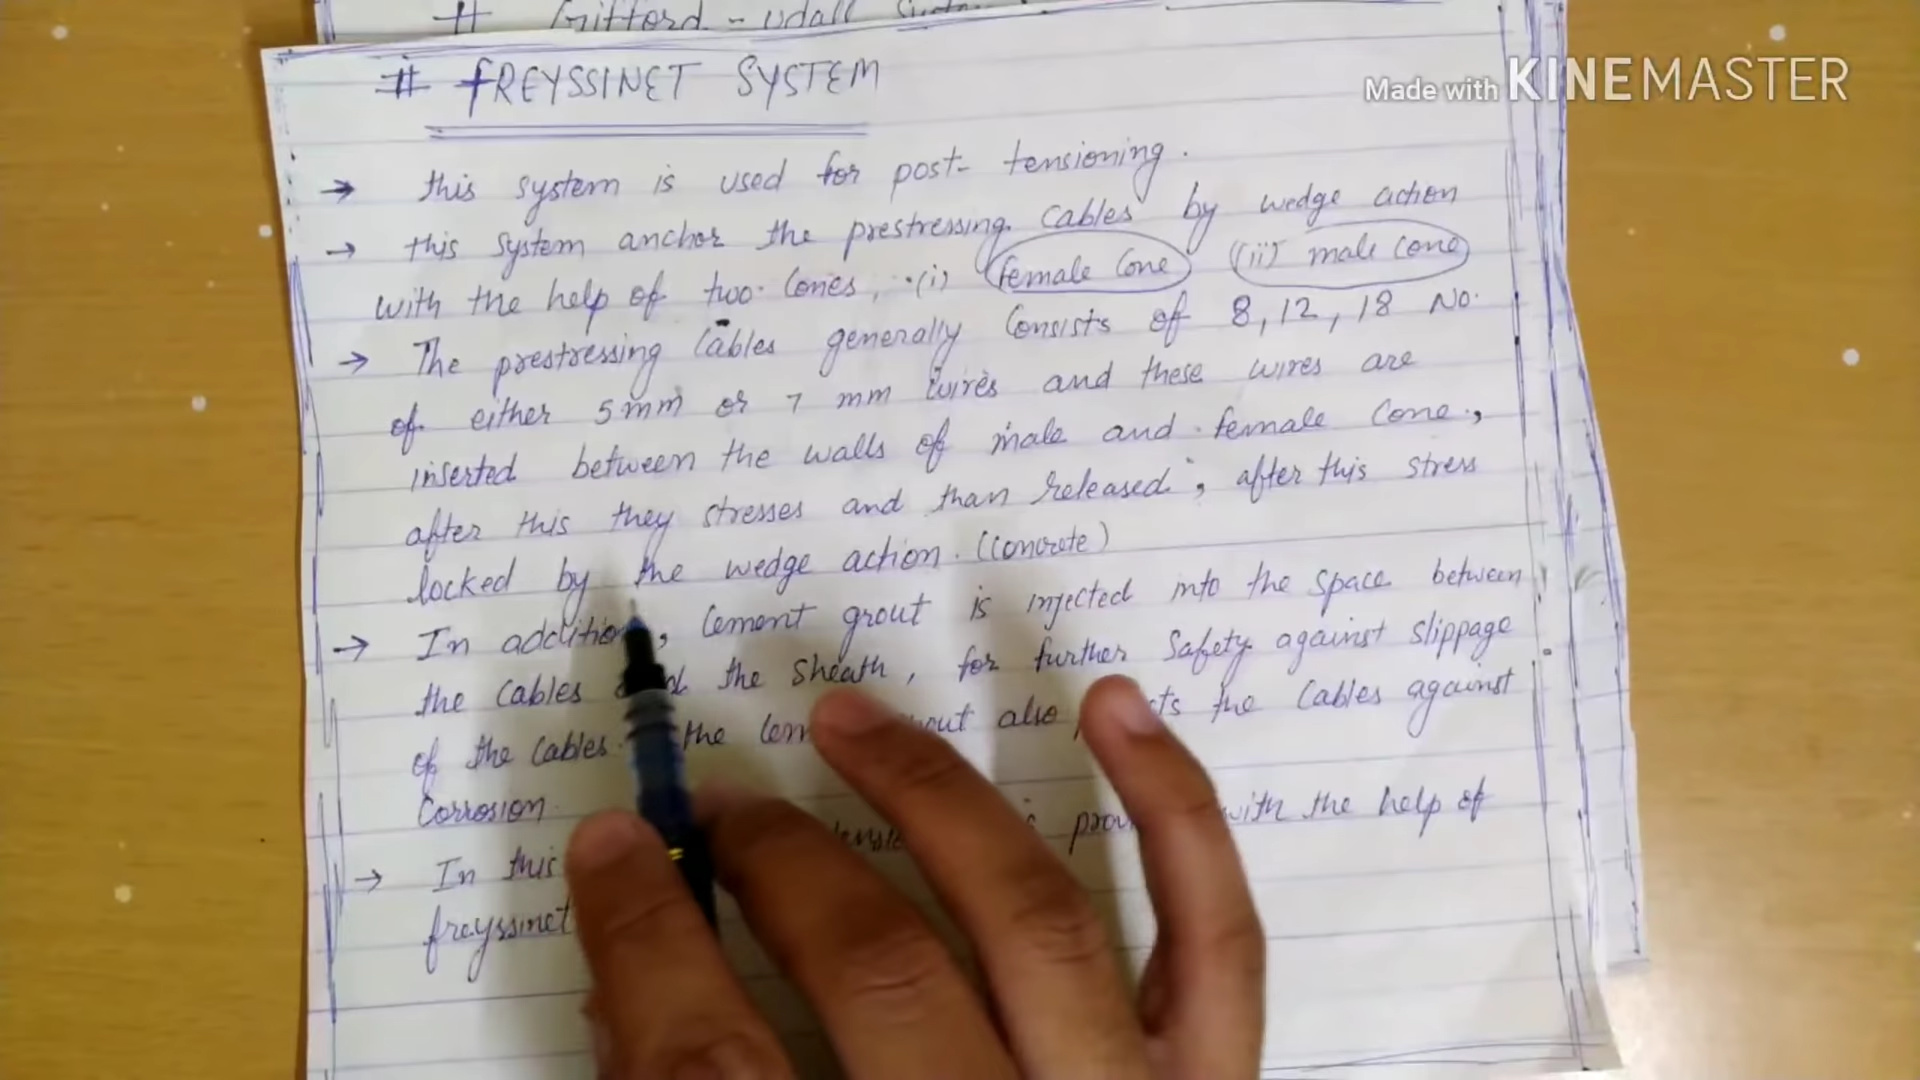 # Gifford - udall System
# FREYSSINET SYSTEM
Made with KINEMASTER
→ this system is used for post- tensioning.
→ this system anchor the prestressing cables by wedge action
with the help of two cones, (i) female cone (ii) male cone
→ The prestressing cables generally consists of 8, 12, 18 No.
of either 5mm or 7 mm wires and these wires are
inserted between the walls of male and female cone,
after this they stresses and than released, after this stress
locked by the wedge action. (concrete)
→ In addition, cement grout is injected into the space between
the cables the sheath, for further safety against slippage
of the cables. the also the cables against
corrosion.
→ In this with the help of
freyssinet